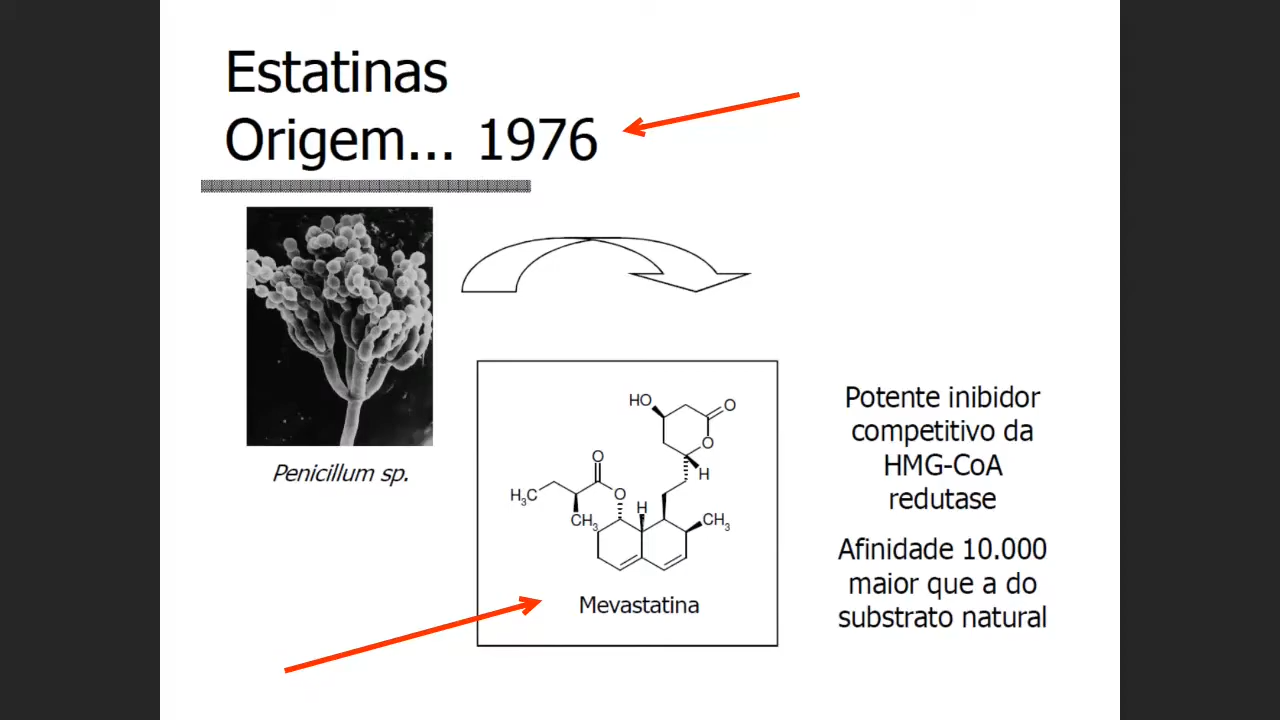 Estatinas
Origem... 1976
Penicillum sp.
HO
O
O
H
O
H₃C
O
H
CH₃
CH₃
Mevastatina
Potente inibidor
competitivo da
HMG-CoA
redutase
Afinidade 10.000
maior que a do
substrato natural